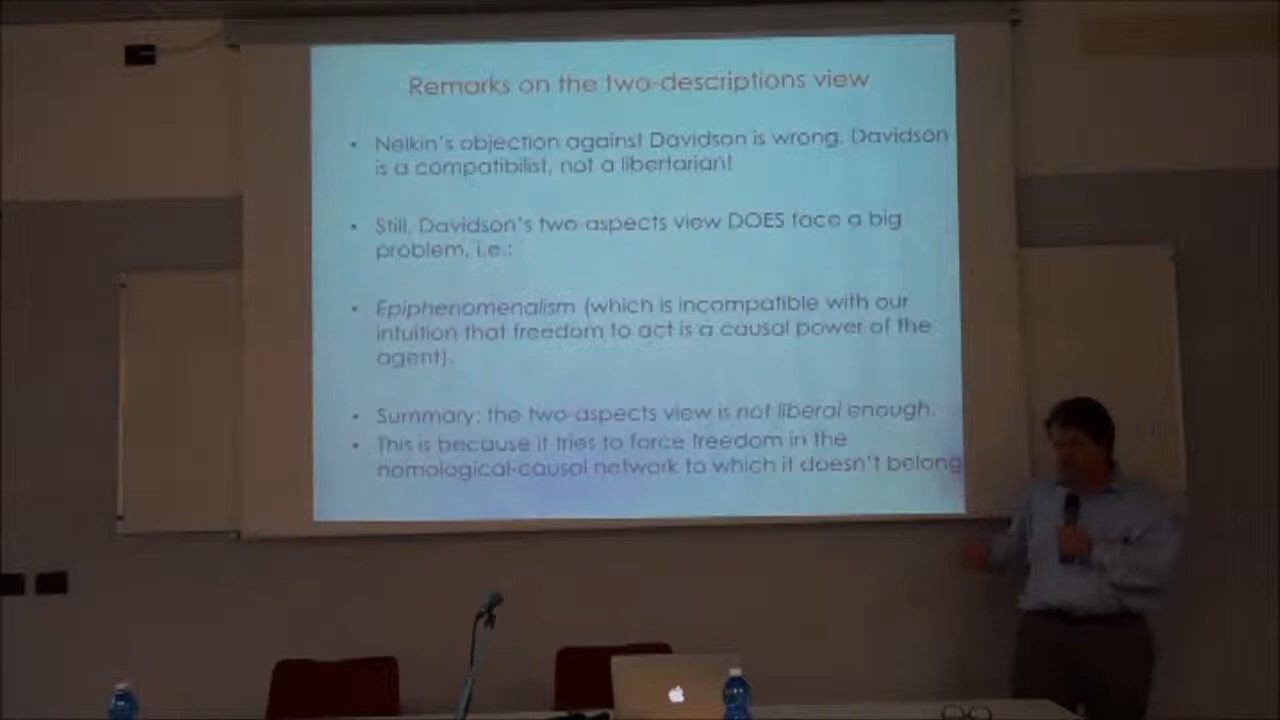 Remarks on the two-descriptions view
• Nelkin's objection against Davidson is wrong. Davidson
is a compatibilist, not a libertarian!
• Still, Davidson's two-aspects view DOES face a big
problem, i.e.:
• Epiphenomenalism (which is incompatible with our
intuition that freedom to act is a causal power of the
agent).
• Summary: the two-aspects view is not liberal enough.
• This is because it tries to force freedom in the
nomological-causal network to which it doesn't belong